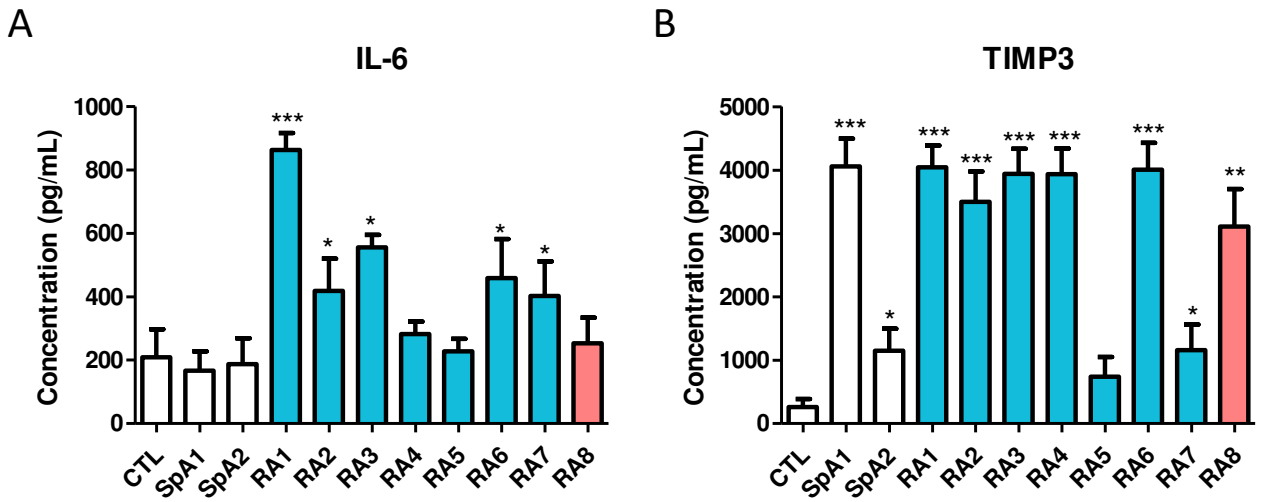 A
IL-6
Concentration (pg/mL)
1000
800
600
400
200
0
***
*
*
*
*
CTL
SpA1
SpA2
RA1
RA2
RA3
RA4
RA5
RA6
RA7
RA8
B
TIMP3
Concentration (pg/mL)
5000
4000
3000
2000
1000
0
***
*
***
***
***
***
***
*
**
CTL
SpA1
SpA2
RA1
RA2
RA3
RA4
RA5
RA6
RA7
RA8